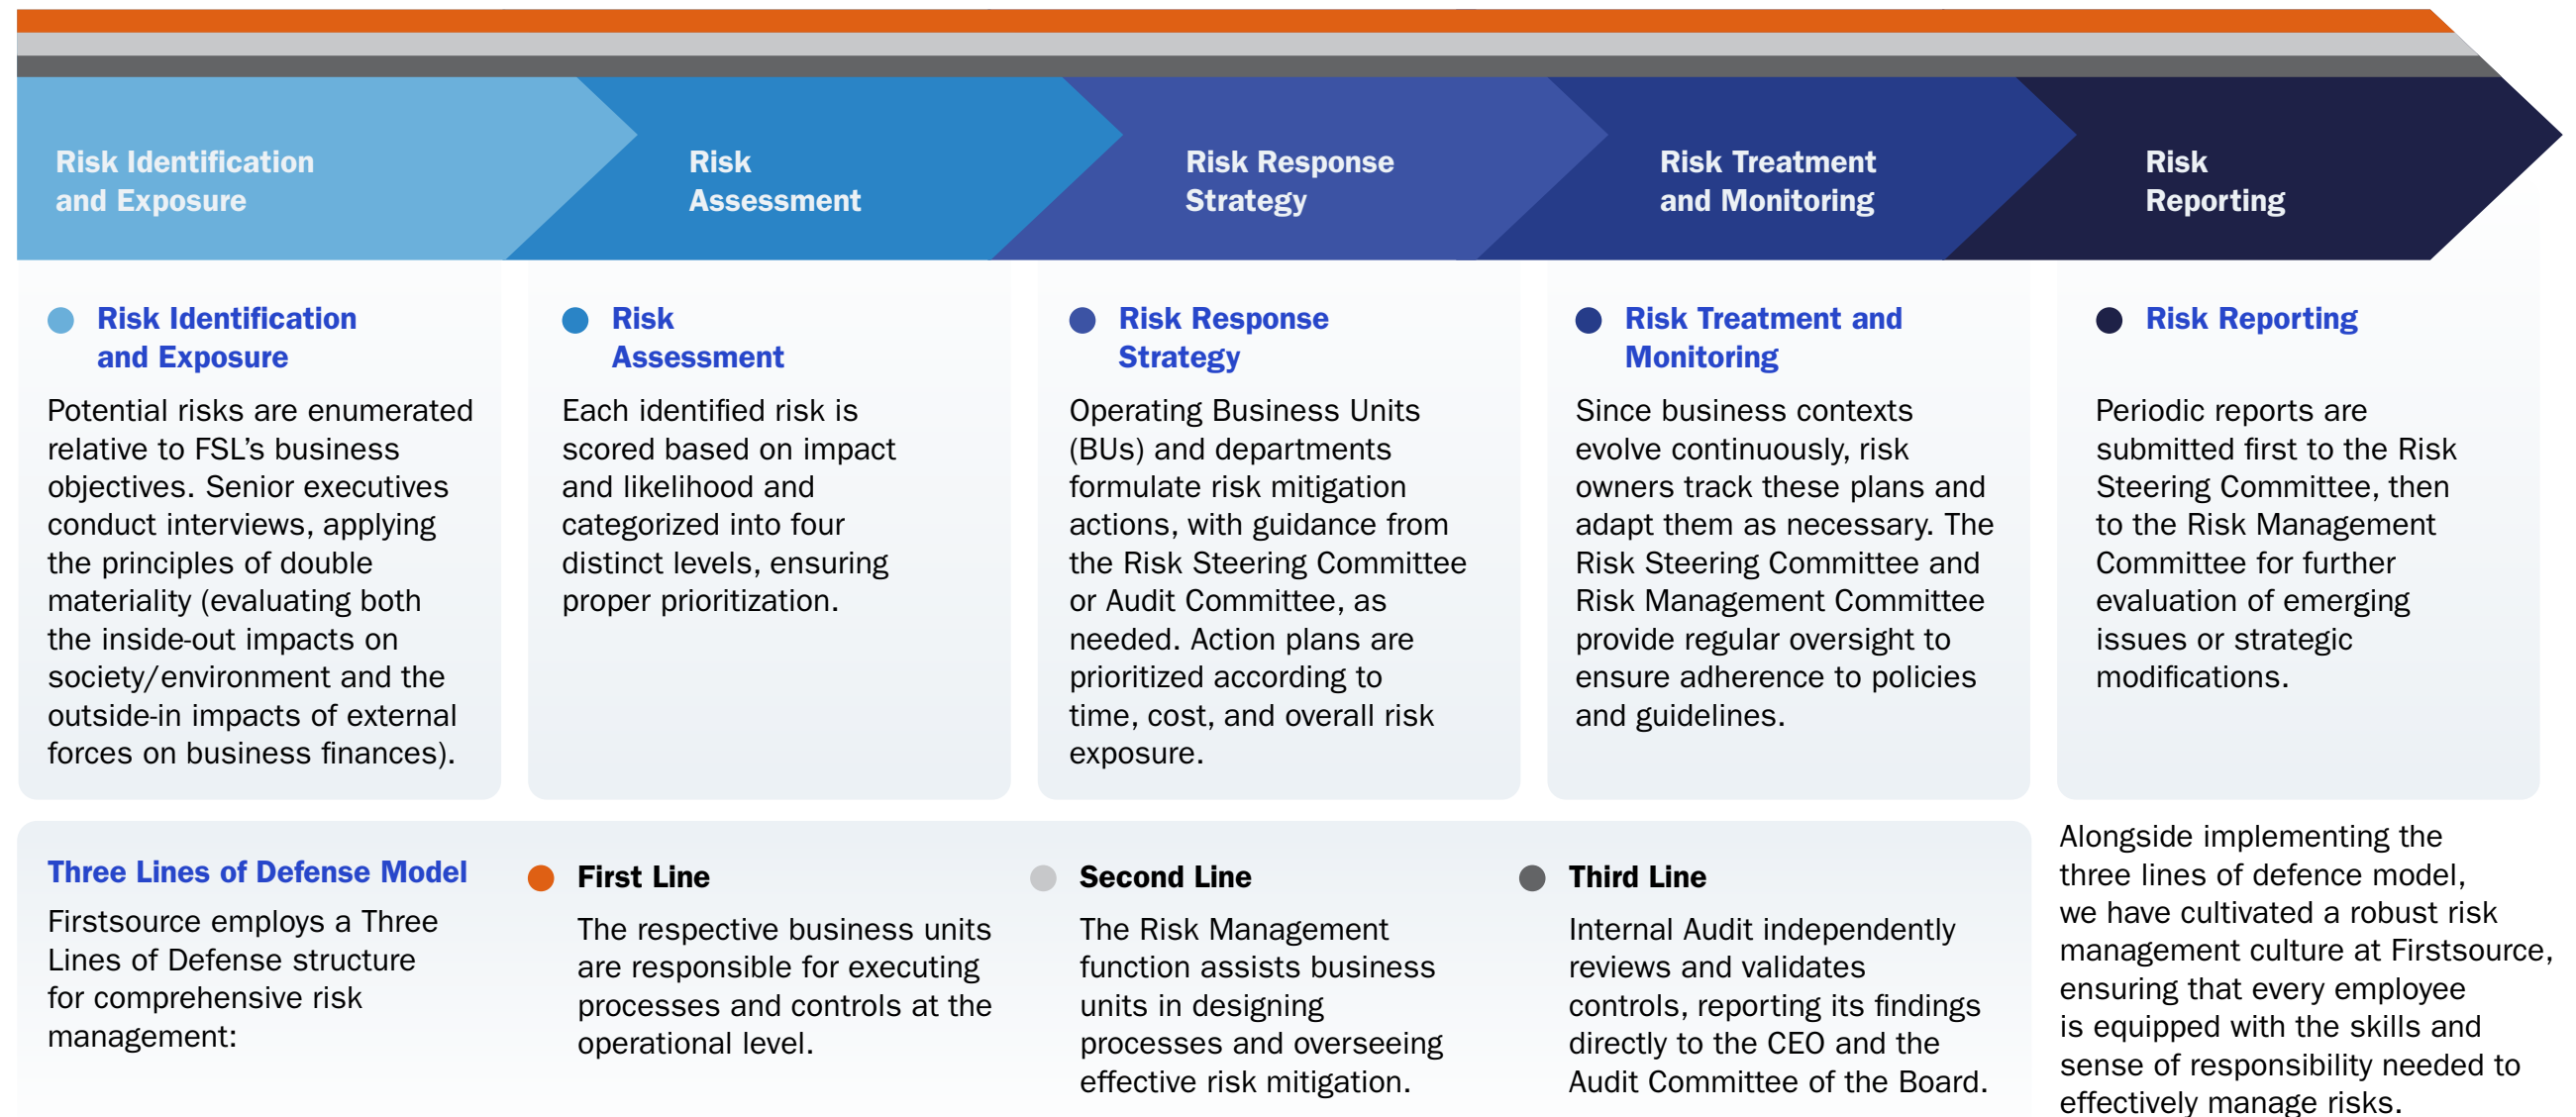 Risk Identification
and Exposure
Risk
Assessment
Risk Response
Strategy
Risk Treatment
and Monitoring
Risk
Reporting
Risk Identification
and Exposure
Potential risks are enumerated
relative to FSL’s business
objectives. Senior executives
conduct interviews, applying
the principles of double
materiality (evaluating both
the inside-out impacts on
society/environment and the
outside-in impacts of external
forces on business finances).
Risk
Assessment
Each identified risk is
scored based on impact
and likelihood and
categorized into four
distinct levels, ensuring
proper prioritization.
Risk Response
Strategy
Operating Business Units
(BUs) and departments
formulate risk mitigation
actions, with guidance from
the Risk Steering Committee
or Audit Committee, as
needed. Action plans are
prioritized according to
time, cost, and overall risk
exposure.
Risk Treatment and
Monitoring
Since business contexts
evolve continuously, risk
owners track these plans and
adapt them as necessary. The
Risk Steering Committee and
Risk Management Committee
provide regular oversight to
ensure adherence to policies
and guidelines.
Risk Reporting
Periodic reports are
submitted first to the Risk
Steering Committee, then
to the Risk Management
Committee for further
evaluation of emerging
issues or strategic
modifications.
Three Lines of Defense Model
Firstsource employs a Three
Lines of Defense structure
for comprehensive risk
management:
First Line
The respective business units
are responsible for executing
processes and controls at the
operational level.
Second Line
The Risk Management
function assists business
units in designing
processes and overseeing
effective risk mitigation.
Third Line
Internal Audit independently
reviews and validates
controls, reporting its findings
directly to the CEO and the
Audit Committee of the Board.
Alongside implementing the
three lines of defence model,
we have cultivated a robust risk
management culture at Firstsource,
ensuring that every employee
is equipped with the skills and
sense of responsibility needed to
effectively manage risks.